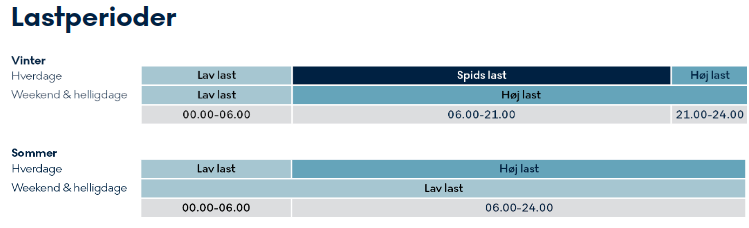 Lastperioder
Vinter
Hverdage Lav last Spids last Høj last
Weekend & helligdage Lav last Høj last
00.00-06.00 06.00-21.00 21.00-24.00
Sommer
Hverdage Lav last Høj last
Weekend & helligdage Lav last
00.00-06.00 06.00-24.00